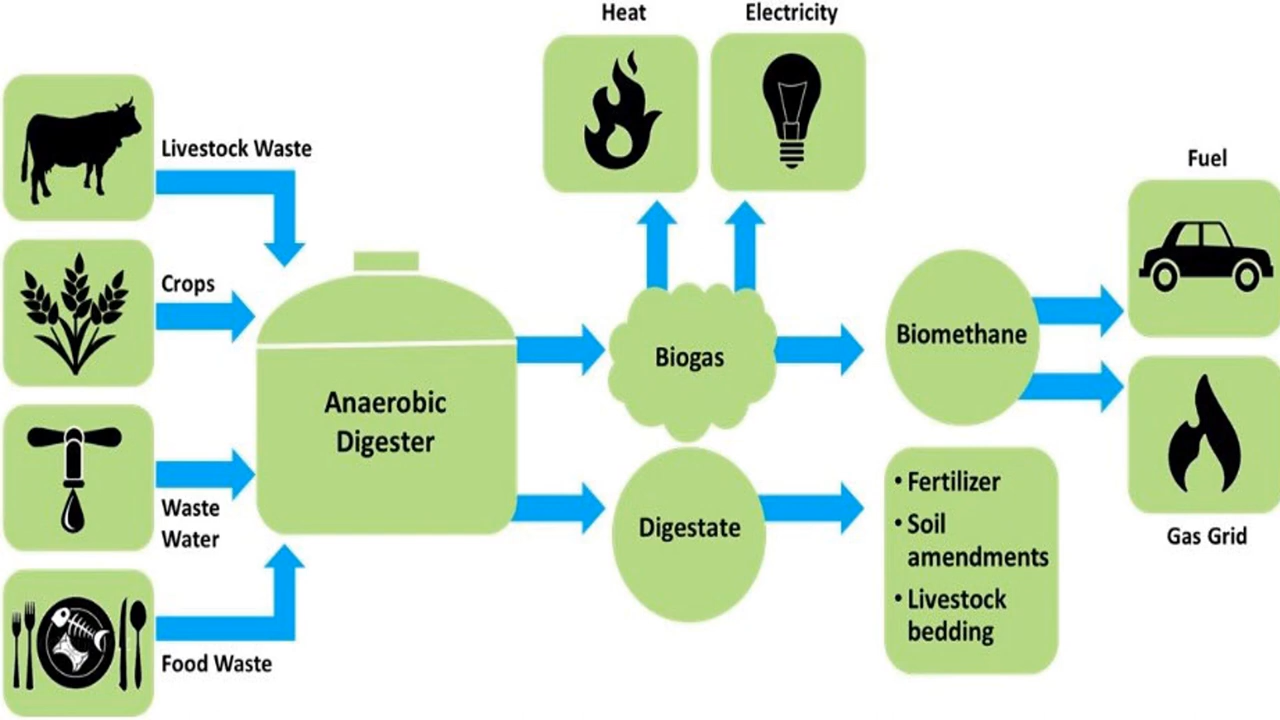 Heat
Electricity
Livestock Waste
Crops
Waste
Water
Food Waste
Anaerobic
Digester
Biogas
Digestate
Biomethane
• Fertilizer
• Soil
amendments
• Livestock
bedding
Fuel
Gas Grid